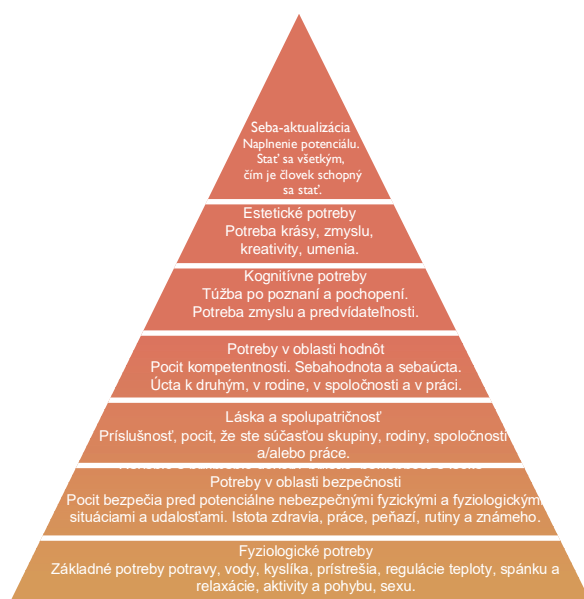 Seba-aktualizácia
Naplnenie potenciálu.
Stať sa všetkým,
čím je človek schopný
sa stať.
Estetické potreby
Potreba krásy, zmyslu,
kreativity, umenia.
Kognitívne potreby
Túžba po poznaní a pochopení.
Potreba zmyslu a predvídateľnosti.
Potreby v oblasti hodnôt
Pocit kompetentnosti. Sebahodnota a sebaúcta.
Úcta k druhým, v rodine, v spoločnosti a v práci.
Láska a spolupatričnosť
Príslušnosť, pocit, že ste súčasťou skupiny, rodiny, spoločnosti
a/alebo práce.
Potreby v oblasti bezpečnosti
Pocit bezpečia pred potenciálne nebezpečnými fyzickými a fyziologickým
situáciami a udalosťami. Istota zdravia, práce, peňazí, rutiny a známeho.
Fyziologické potreby
Základné potreby potravy, vody, kyslíka, prístrešia, regulácie teploty, spánku a
relaxácie, aktivity a pohybu, sexu.